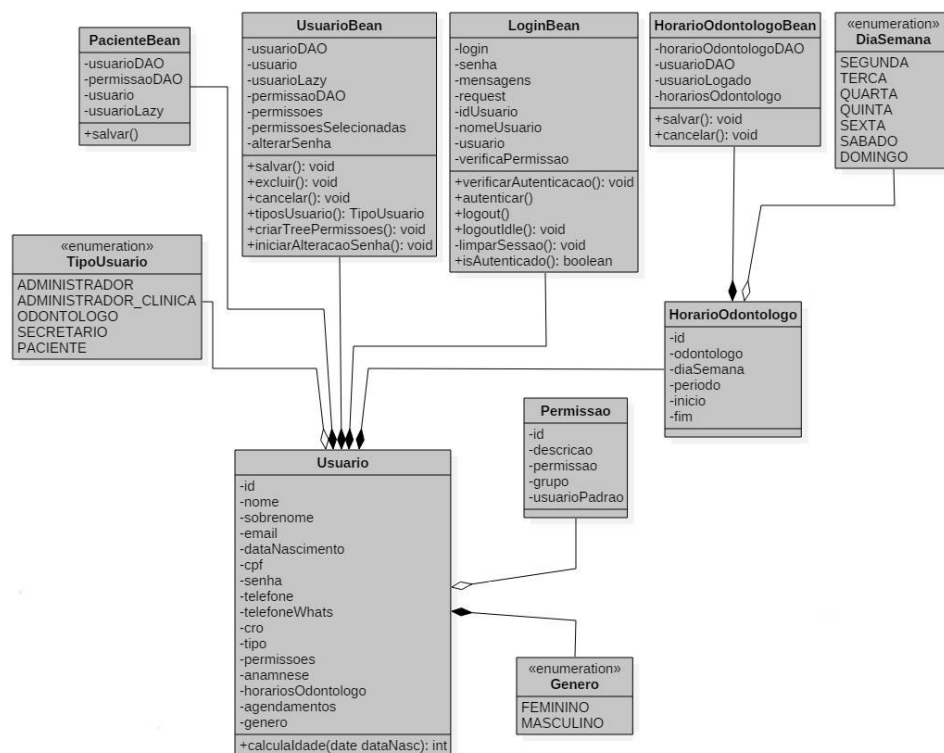 PacienteBean
-usuarioDAO
-permissaoDAO
-usuario
-usuarioLazy
+salvar()
UsuarioBean
-usuarioDAO
-usuario
-usuarioLazy
-permissaoDAO
-permissoes
-permissoesSelecionadas
-alterarSenha
+salvar(): void
+excluir(): void
+cancelar(): void
+tiposUsuario(): TipoUsuario
+criarTreePermissoes(): void
+iniciarAlteracaoSenha(): void
LoginBean
-login
-senha
-mensagens
-request
-idUsuario
-nomeUsuario
-usuario
-verificaPermissao
+verificarAutenticacao(): void
+autenticar()
+logout()
+logoutIdle(): void
-limparSessao(): void
+isAutenticado(): boolean
HorarioOdontologoBean
-horarioOdontologoDAO
-usuarioDAO
-usuarioLogado
-horariosOdontologo
+salvar(): void
+cancelar(): void
«enumeration»
DiaSemana
SEGUNDA
TERCA
QUARTA
QUINTA
SEXTA
SABADO
DOMINGO
«enumeration»
TipoUsuario
ADMINISTRADOR
ADMINISTRADOR_CLINICA
ODONTOLOGO
SECRETARIO
PACIENTE
HorarioOdontologo
-id
-odontologo
-diaSemana
-periodo
-inicio
-fim
Permissao
-id
-descricao
-permissao
-grupo
-usuarioPadrao
Usuario
-id
-nome
-sobrenome
-email
-dataNascimento
-cpf
-senha
-telefone
-telefoneWhats
-cro
-tipo
-permissoes
-anamnese
-horariosOdontologo
-agendamentos
-genero
+calculaIdade(date dataNasc): int
«enumeration»
Genero
FEMININO
MASCULINO